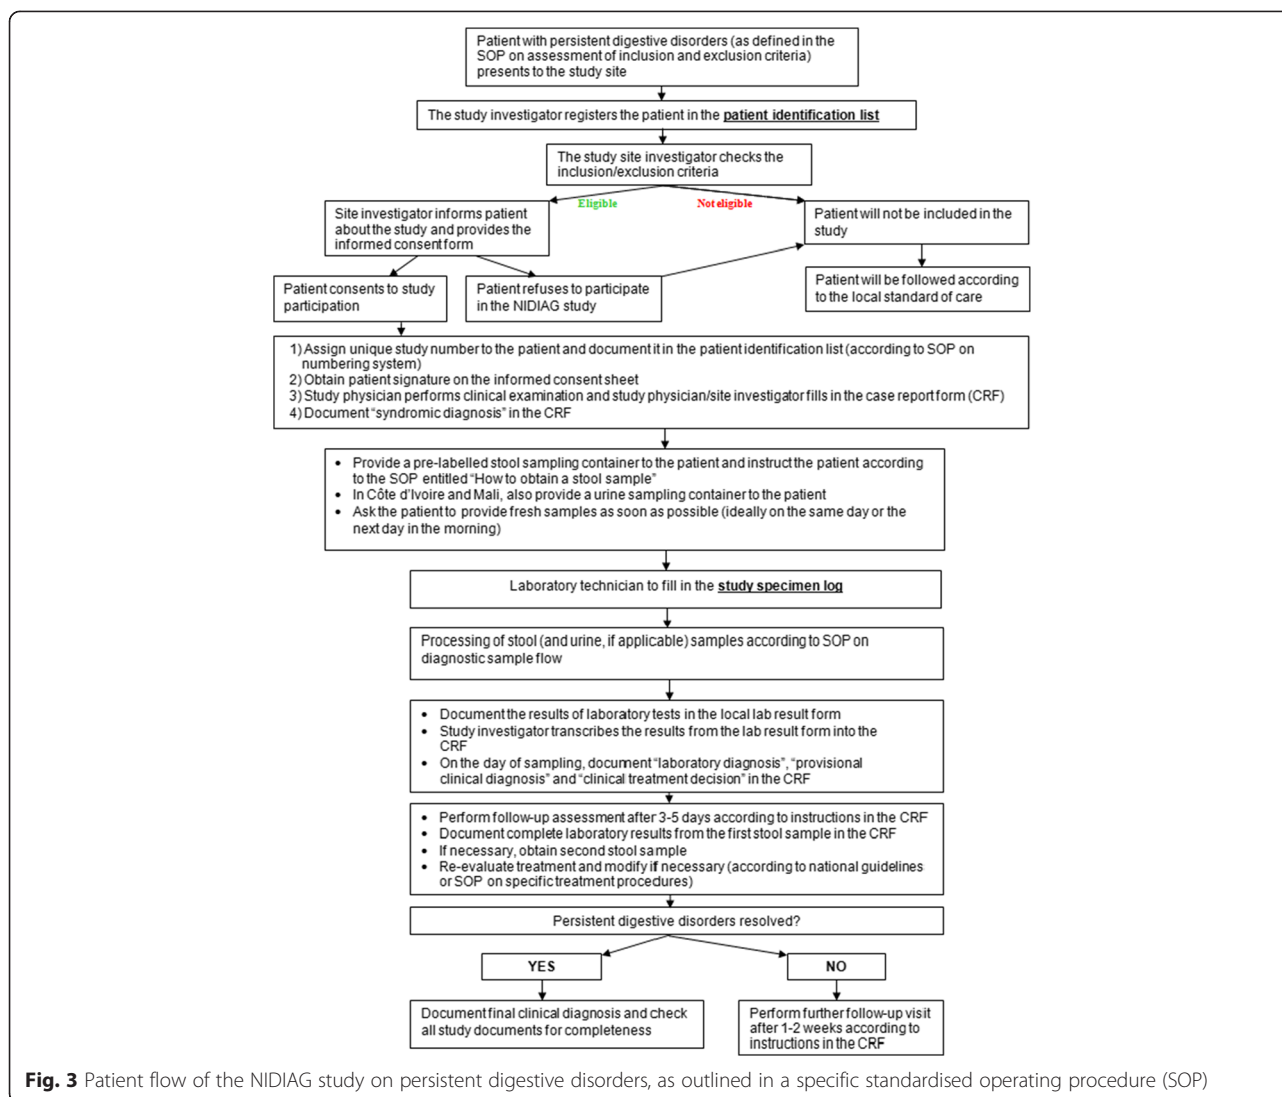 Patient with persistent digestive disorders (as defined in the
SOP on assessment of inclusion and exclusion criteria)
presents to the study site
The study investigator registers the patient in the patient identification list
The study site investigator checks the
inclusion/exclusion criteria
Eligible
Not eligible
Site investigator informs patient
about the study and provides the
informed consent form
Patient will not be included in the
study
Patient consents to study
participation
Patient refuses to participate
in the NIDIAG study
Patient will be followed according
to the local standard of care
1) Assign unique study number to the patient and document it in the patient identification list (according to SOP on
numbering system)
2) Obtain patient signature on the informed consent sheet
3) Study physician performs clinical examination and study physician/site investigator fills in the case report form (CRF)
4) Document "syndromic diagnosis" in the CRF
• Provide a pre-labelled stool sampling container to the patient and instruct the patient according
to the SOP entitled "How to obtain a stool sample"
• In Côte d'Ivoire and Mali, also provide a urine sampling container to the patient
• Ask the patient to provide fresh samples as soon as possible (ideally on the same day or the
next day in the morning)
Laboratory technician to fill in the study specimen log
Processing of stool (and urine, if applicable) samples according to SOP on
diagnostic sample flow
• Document the results of laboratory tests in the local lab result form
• Study investigator transcribes the results from the lab result form into the
CRF
• On the day of sampling, document "laboratory diagnosis", "provisional
clinical diagnosis" and "clinical treatment decision" in the CRF
• Perform follow-up assessment after 3-5 days according to instructions in the CRF
• Document complete laboratory results from the first stool sample in the CRF
• If necessary, obtain second stool sample
• Re-evaluate treatment and modify if necessary (according to national guidelines
or SOP on specific treatment procedures)
Persistent digestive disorders resolved?
YES
NO
Document final clinical diagnosis and check
all study documents for completeness
Perform further follow-up visit
after 1-2 weeks according to
instructions in the CRF
Fig. 3 Patient flow of the NIDIAG study on persistent digestive disorders, as outlined in a specific standardised operating procedure (SOP)